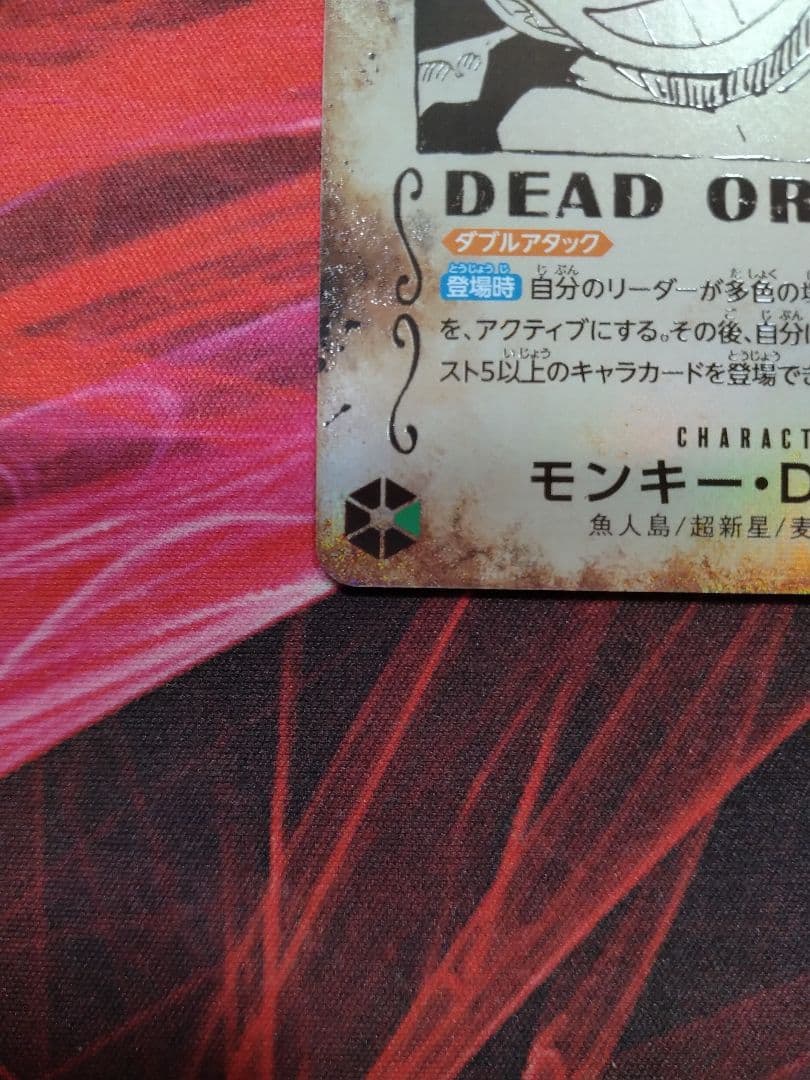 DEAD OR
ダブルアタック
登場時 自分のリーダーが多色の
を、アクティブにする。その後、自分
スト5以上のキャラカードを登場でき
CHARACT
モンキー・D
魚人島/超新星/麦